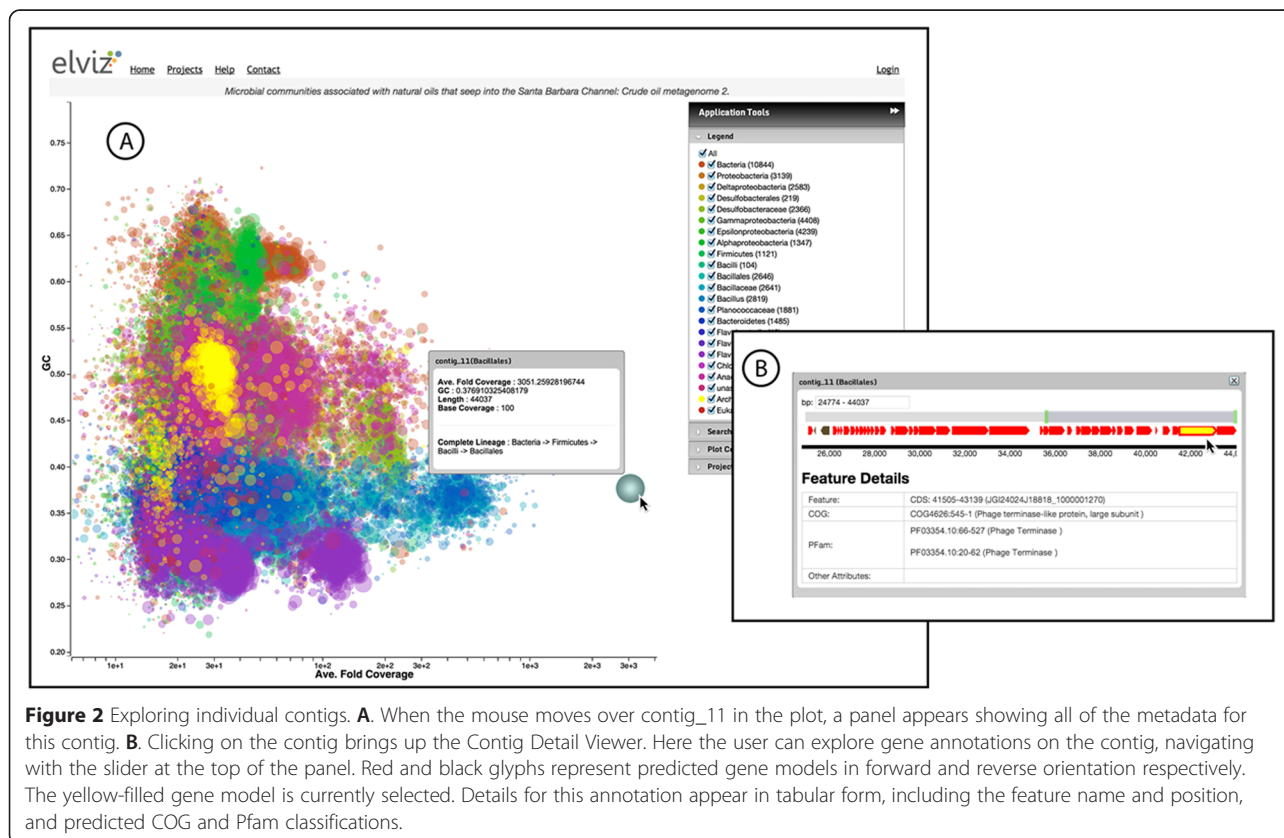 elviz Home Projects Help Contact Login
Microbial communities associated with natural oils that seep into the Santa Barbara Channel: Crude oil metagenome 2.
A
GC
0.75
0.70
0.65
0.60
0.55
0.50
0.45
0.40
0.35
0.30
0.25
0.20
1e+1 2e+1 3e+1 1e+2 2e+2 3e+2 1e+3 2e+3 3e+3
Ave. Fold Coverage
contig_11(Bacillales)
Ave. Fold Coverage : 3051.25928196744
GC : 0.376910325408179
Length : 44037
Base Coverage : 100
Complete Lineage : Bacteria -> Firmicutes ->
Bacilli -> Bacillales
Application Tools
Legend
All
Bacteria (10844)
Proteobacteria (3139)
Deltaproteobacteria (2583)
Desulfobacterales (219)
Desulfobacteraceae (2366)
Gammaproteobacteria (4408)
Epsilonproteobacteria (4239)
Alphaproteobacteria (1347)
Firmicutes (1121)
Bacilli (104)
Bacillales (2646)
Bacillaceae (2641)
Bacillus (2819)
Planococcaceae (1881)
Bacteroidetes (1485)
Flav
Flav
Chl
Ana
unas
Arch
Euka
Search
Plot Co
Project
B
contig_11 (Bacillales)
bp: 24774 - 44037
26,000 28,000 30,000 32,000 34,000 36,000 38,000 40,000 42,000 44,
Feature Details
Feature: CDS: 41505-43139 (JGI24024J18818_1000001270)
COG: COG4626:545-1 (Phage terminase-like protein, large subunit )
PFam: PF03354.10:66-527 (Phage Terminase )
PF03354.10:20-62 (Phage Terminase )
Other Attributes:
Figure 2 Exploring individual contigs. A. When the mouse moves over contig_11 in the plot, a panel appears showing all of the metadata for
this contig. B. Clicking on the contig brings up the Contig Detail Viewer. Here the user can explore gene annotations on the contig, navigating
with the slider at the top of the panel. Red and black glyphs represent predicted gene models in forward and reverse orientation respectively.
The yellow-filled gene model is currently selected. Details for this annotation appear in tabular form, including the feature name and position,
and predicted COG and Pfam classifications.